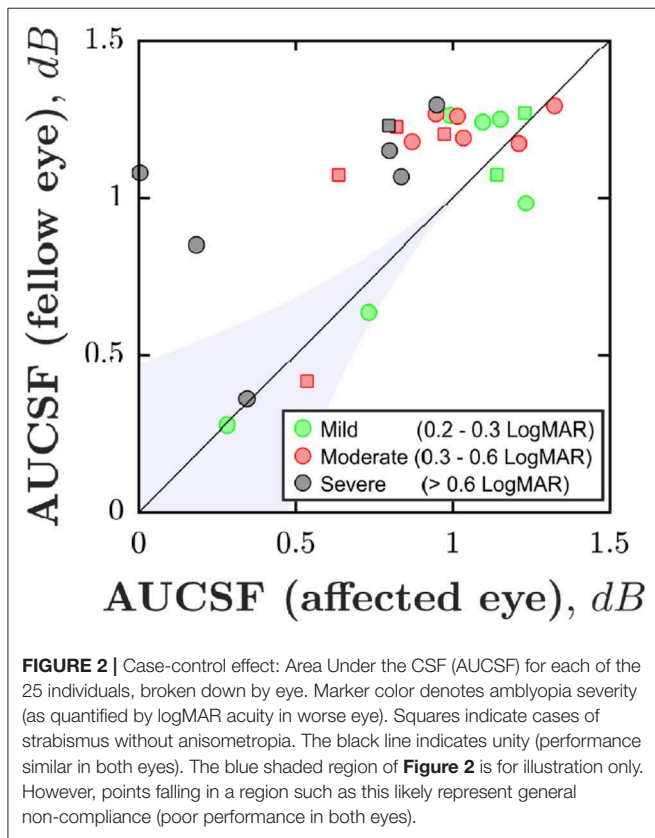 1.5
1
0.5
0
AUCSF (fellow eye), dB
Mild (0.2 - 0.3 LogMAR)
Moderate (0.3 - 0.6 LogMAR)
Severe (> 0.6 LogMAR)
0 0.5 1 1.5
AUCSF (affected eye), dB
FIGURE 2 | Case-control effect: Area Under the CSF (AUCSF) for each of the
25 individuals, broken down by eye. Marker color denotes amblyopia severity
(as quantified by logMAR acuity in worse eye). Squares indicate cases of
strabismus without anisometropia. The black line indicates unity (performance
similar in both eyes). The blue shaded region of Figure 2 is for illustration only.
However, points falling in a region such as this likely represent general
non-compliance (poor performance in both eyes).